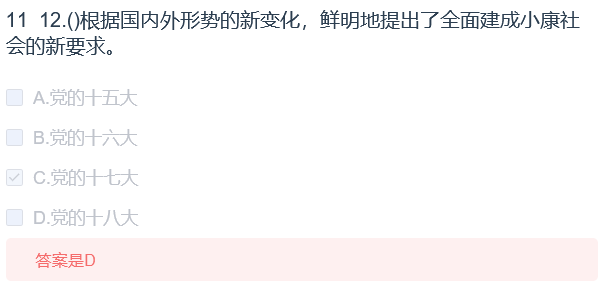 11 12.()根据国内外形势的新变化，鲜明地提出了全面建成小康社
会的新要求。
A.党的十五大
B.党的十六大
C.党的十七大
D.党的十八大
答案是D